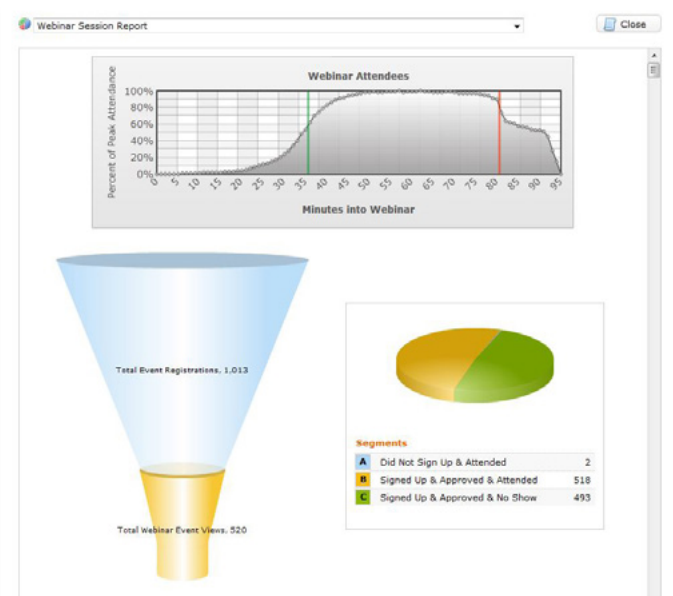 Webinar Session Report
Close
Webinar Attendees
Percent of Peak Attendance
100%
80%
60%
40%
20%
0%
0 5 10 15 20 25 30 35 40 45 50 55 60 65 70 75 80 85 90 95
Minutes into Webinar
Total Event Registrations, 1,013
Total Webinar Event Views, 520
Segments
A Did Not Sign Up & Attended 2
B Signed Up & Approved & Attended 518
C Signed Up & Approved & No Show 493